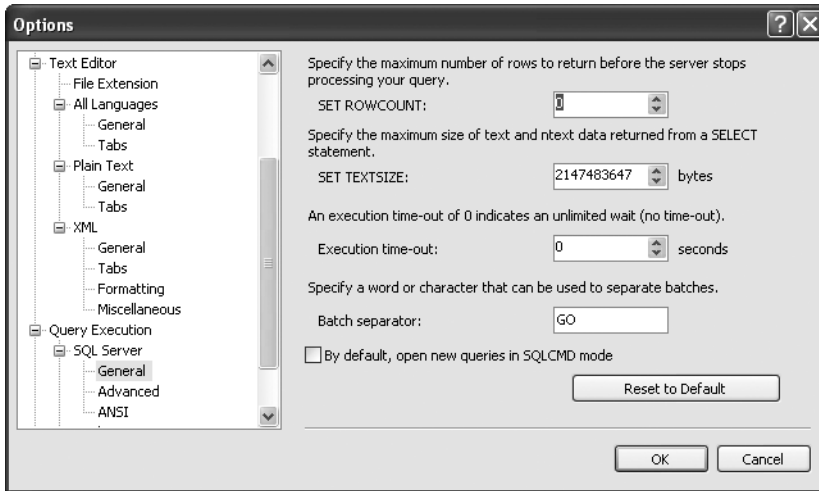 Options
Text Editor
File Extension
All Languages
General
Tabs
Plain Text
General
Tabs
XML
General
Tabs
Formatting
Miscellaneous
Query Execution
SQL Server
General
Advanced
ANSI
Specify the maximum number of rows to return before the server stops
processing your query.
SET ROWCOUNT: 0
Specify the maximum size of text and ntext data returned from a SELECT
statement.
SET TEXTSIZE: 2147483647 bytes
An execution time-out of 0 indicates an unlimited wait (no time-out).
Execution time-out: 0 seconds
Specify a word or character that can be used to separate batches.
Batch separator: GO
By default, open new queries in SQLCMD mode
Reset to Default
OK Cancel